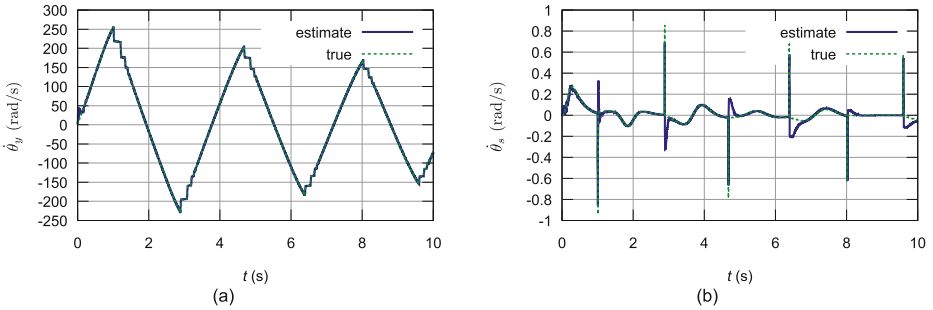 300
250
200
150
100
50
0
-50
-100
-150
-200
-250
0 2 4 6 8 10
θ̇y (rad/s)
t (s)
estimate
true
(a)
1
0.8
0.6
0.4
0.2
0
-0.2
-0.4
-0.6
-0.8
-1
0 2 4 6 8 10
θ̇s (rad/s)
t (s)
estimate
true
(b)